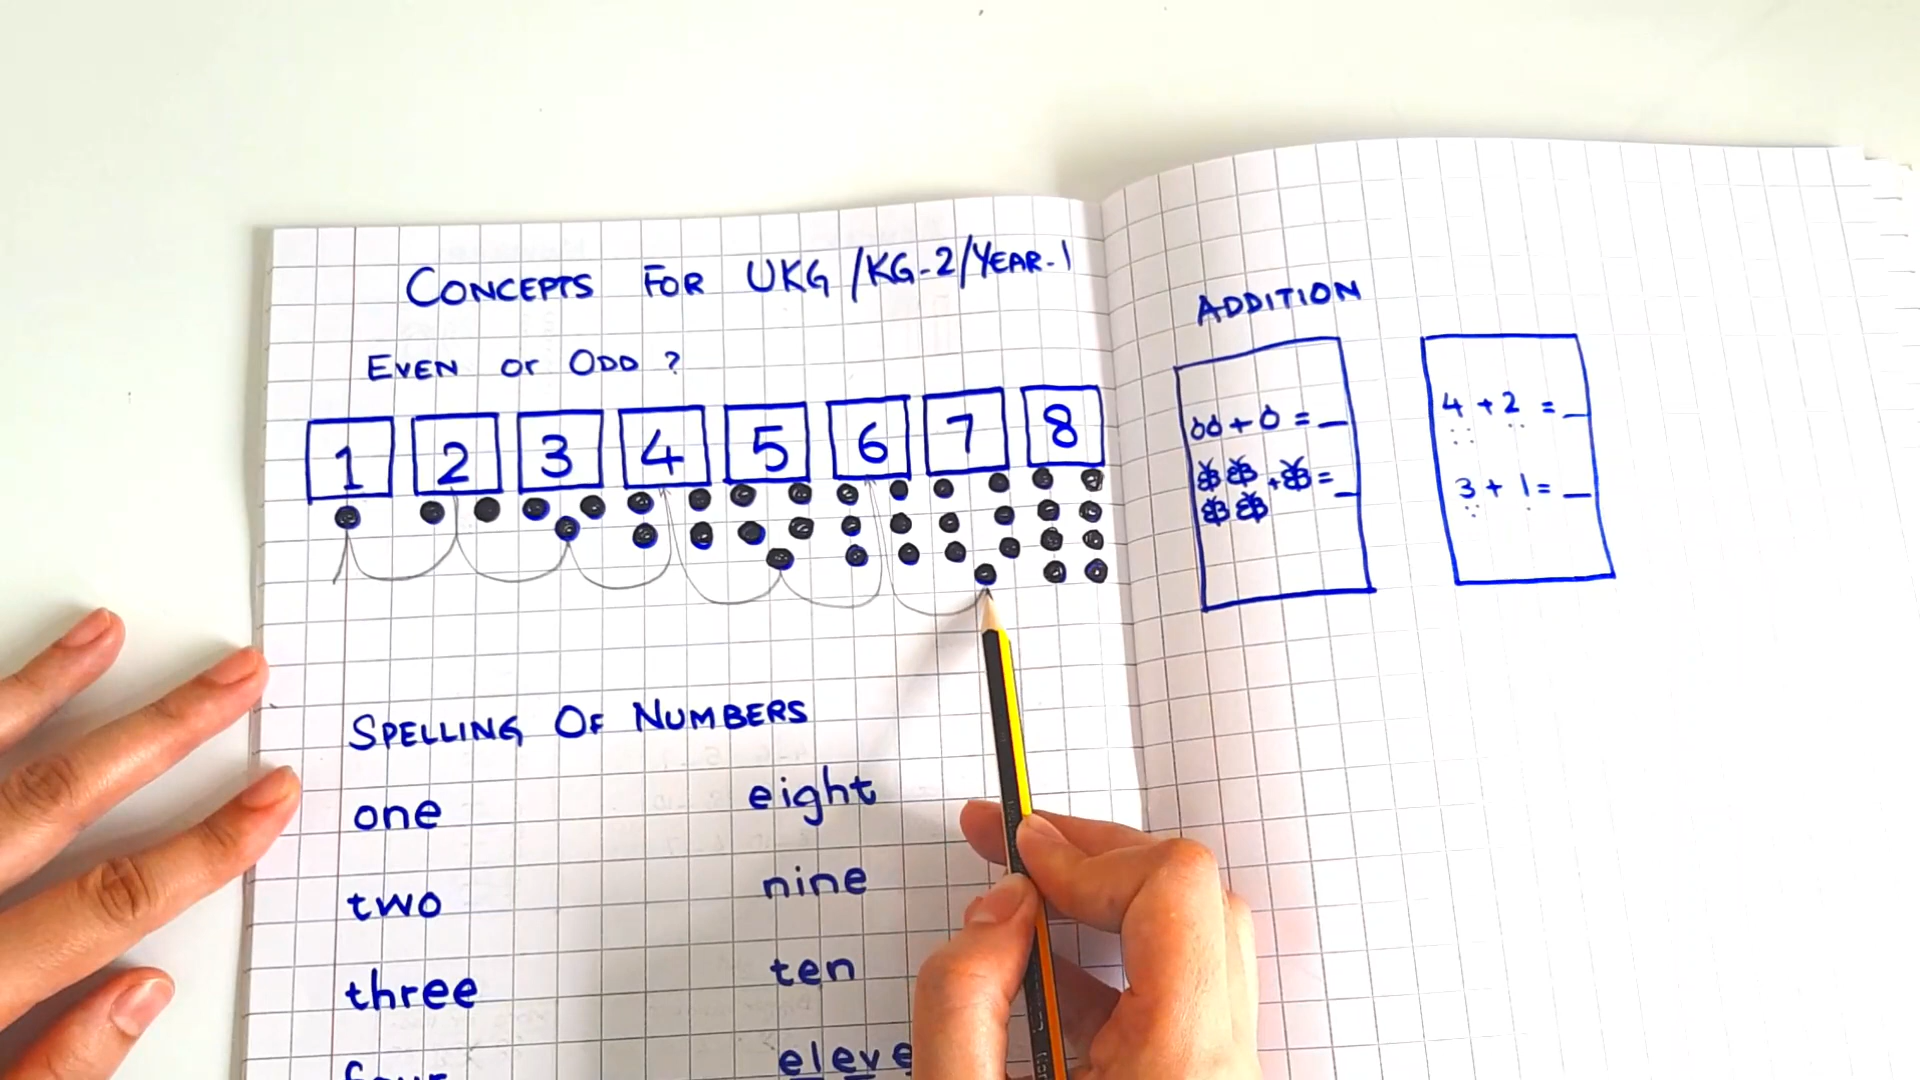 CONCEPTS FOR UKG/KG-2/YEAR-1
EVEN or ODD ?
1 2 3 4 5 6 7 8
SPELLING OF NUMBERS
one eight
two nine
three ten
ADDITION
+ = _
+ = _
4 + 2 = _
3 + 1 = _